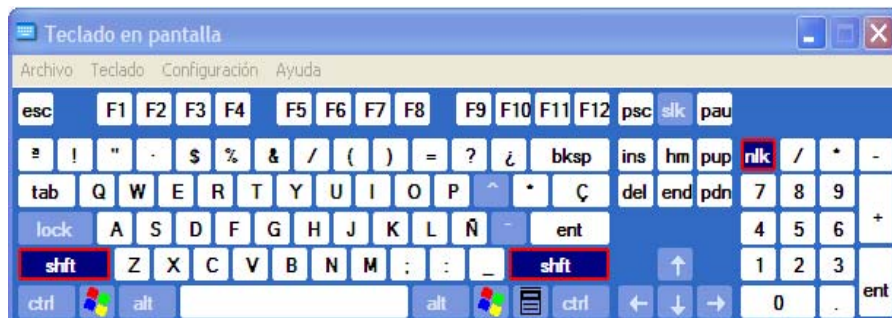 Teclado en pantalla
Archivo Teclado Configuración Ayuda
esc F1 F2 F3 F4 F5 F6 F7 F8 F9 F10 F11 F12 psc slk pau
ª ! " · $ % & / ( ) = ? ¿ bksp ins hm pup nlk / * -
tab Q W E R T Y U I O P ^ * Ç del end pdn 7 8 9 +
lock A S D F G H J K L Ñ ¨ ent 4 5 6
shft Z X C V B N M ; : _ shft ↑ 1 2 3 ent
ctrl alt alt ctrl ← ↓ → 0 .